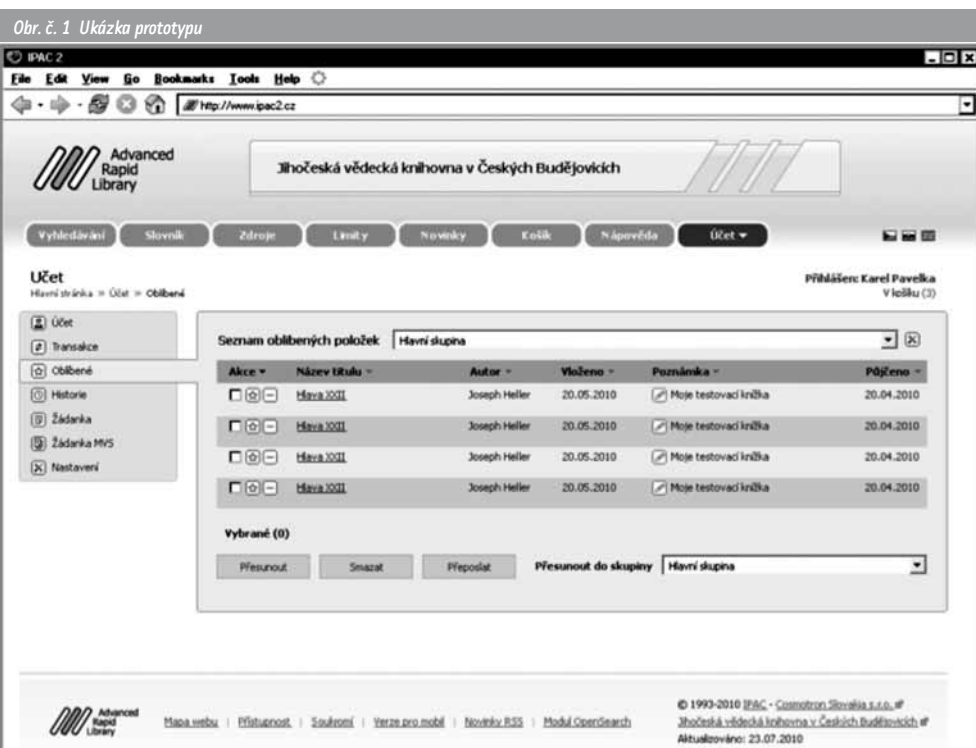 Obr. č. 1 Ukázka prototypu
IPAC 2
File Edit View Go Bookmarks Tools Help
http://www.ipac2.cz
Advanced
Rapid
Library
Jihočeská vědecká knihovna v Českých Budějovicích
Vyhledávání Slovník Zdroje Limity Novinky Košík Nápověda Účet
Účet
Přihlášen: Karel Pavelka
Hlavní stránka » Účet » Oblíbené
V košíku (3)
Účet
Transakce
Oblíbené
Historie
Žádanka
Žádanka MVS
Nastavení
Seznam oblíbených položek Hlavní skupina
Akce Název titulu Autor Vloženo Poznámka Půjčeno
Hlava XXII Joseph Heller 20.05.2010 Moje testovací knížka 20.04.2010
Hlava XXII Joseph Heller 20.05.2010 Moje testovací knížka 20.04.2010
Hlava XXII Joseph Heller 20.05.2010 Moje testovací knížka 20.04.2010
Hlava XXII Joseph Heller 20.05.2010 Moje testovací knížka 20.04.2010
Vybrané (0)
Přesunout Smazat Přeposlat Přesunout do skupiny Hlavní skupina
Advanced
Rapid
Library
Mapa webu | Přístupnost | Soukromí | Verze pro mobil | Novinky RSS | Modul OpenSearch
© 1993-2010 IPAC - Cosmotron Slovakia s.r.o.
Jihočeská vědecká knihovna v Českých Budějovicích
Aktualizováno: 23.07.2010